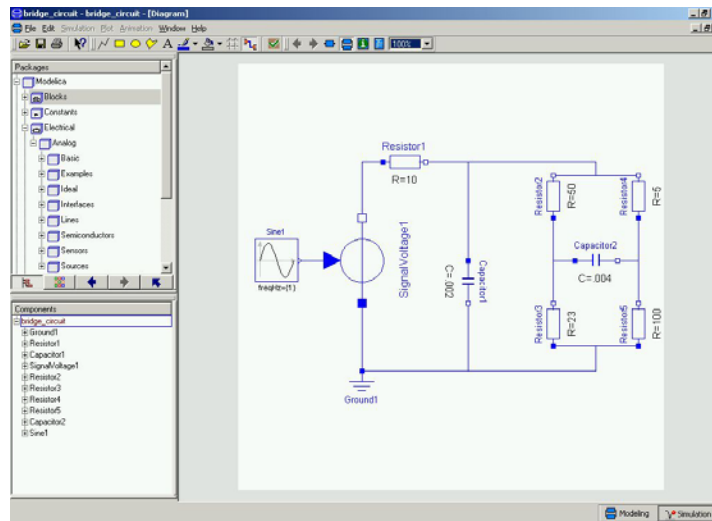 bridge_circuit - bridge_circuit - [Diagram]
File Edit Simulation Plot Animation Window Help
A
100%
Packages
Modelica
Blocks
Constants
Electrical
Analog
Basic
Examples
Ideal
Interfaces
Lines
Semiconductors
Sensors
Sources
Components
bridge_circuit
Ground1
Resistor1
Capacitor1
SignalVoltage1
Resistor2
Resistor3
Resistor4
Resistor5
Capacitor2
Sine1
Resistor1
R=10
Sine1
freqHz={1}
SignalVoltage1
Ground1
Capacitor1
C=.002
Resistor2
R=50
Resistor4
R=5
Capacitor2
C=.004
Resistor3
R=23
Resistor5
R=100
Modeling
Simulation